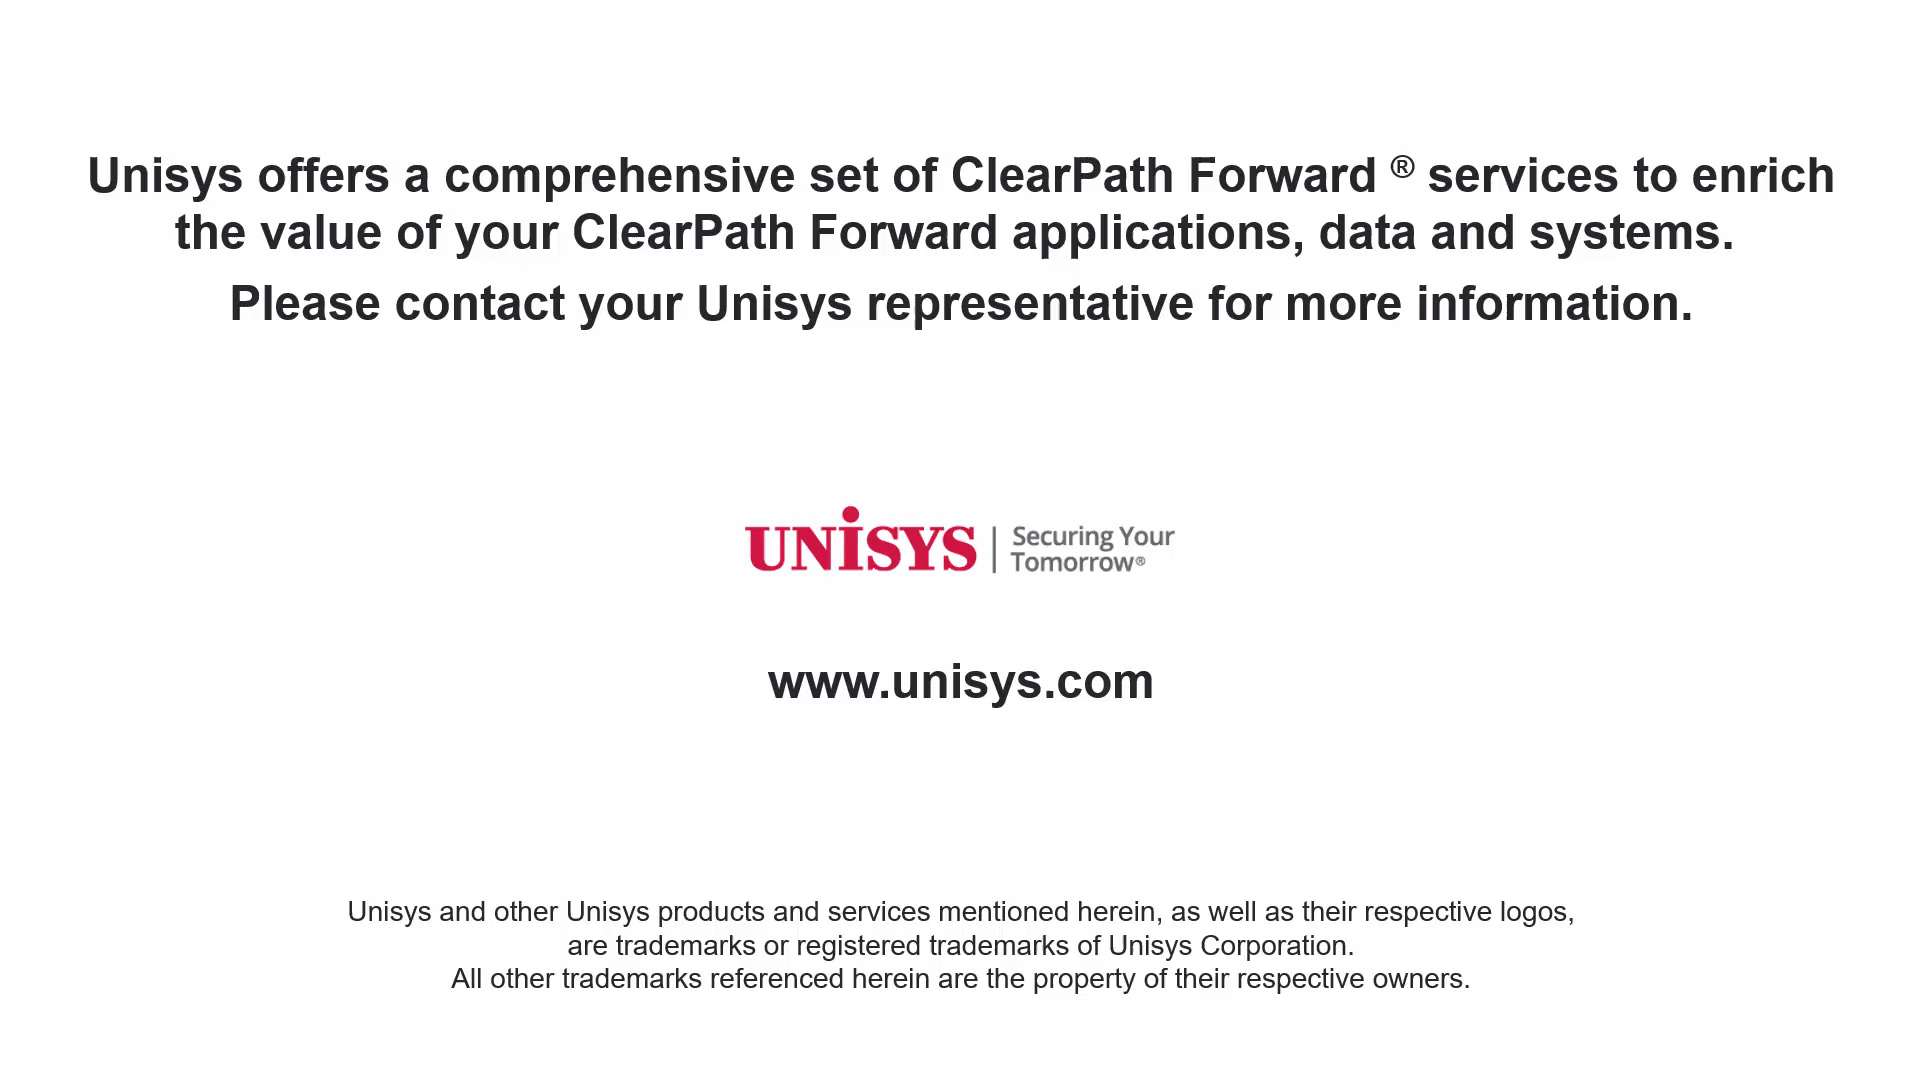 Unisys offers a comprehensive set of ClearPath Forward ® services to enrich
the value of your ClearPath Forward applications, data and systems.
Please contact your Unisys representative for more information.
UNiSYS | Securing Your
Tomorrow®
www.unisys.com
Unisys and other Unisys products and services mentioned herein, as well as their respective logos,
are trademarks or registered trademarks of Unisys Corporation.
All other trademarks referenced herein are the property of their respective owners.